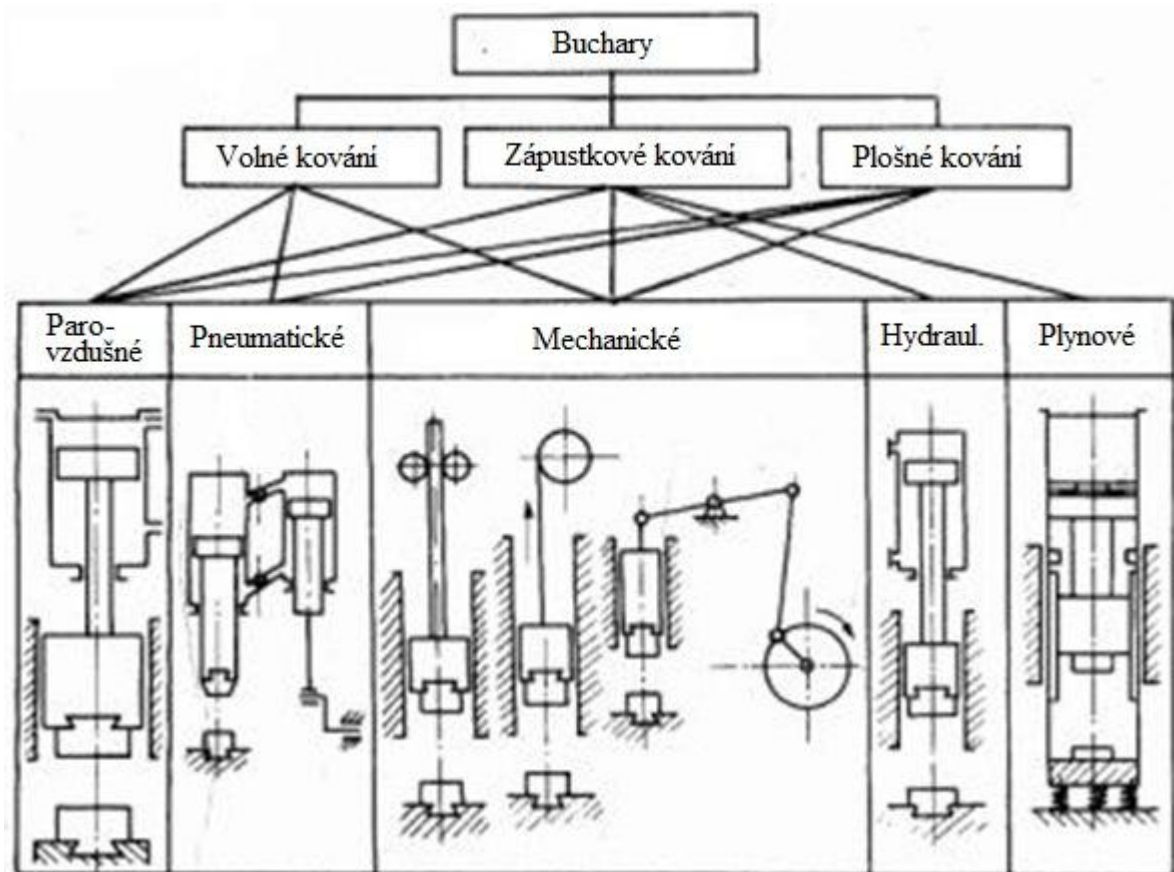 Buchary
Volné kování
Zápustkové kování
Plošné kování
Paro-
vzdušné
Pneumatické
Mechanické
Hydraul.
Plynové